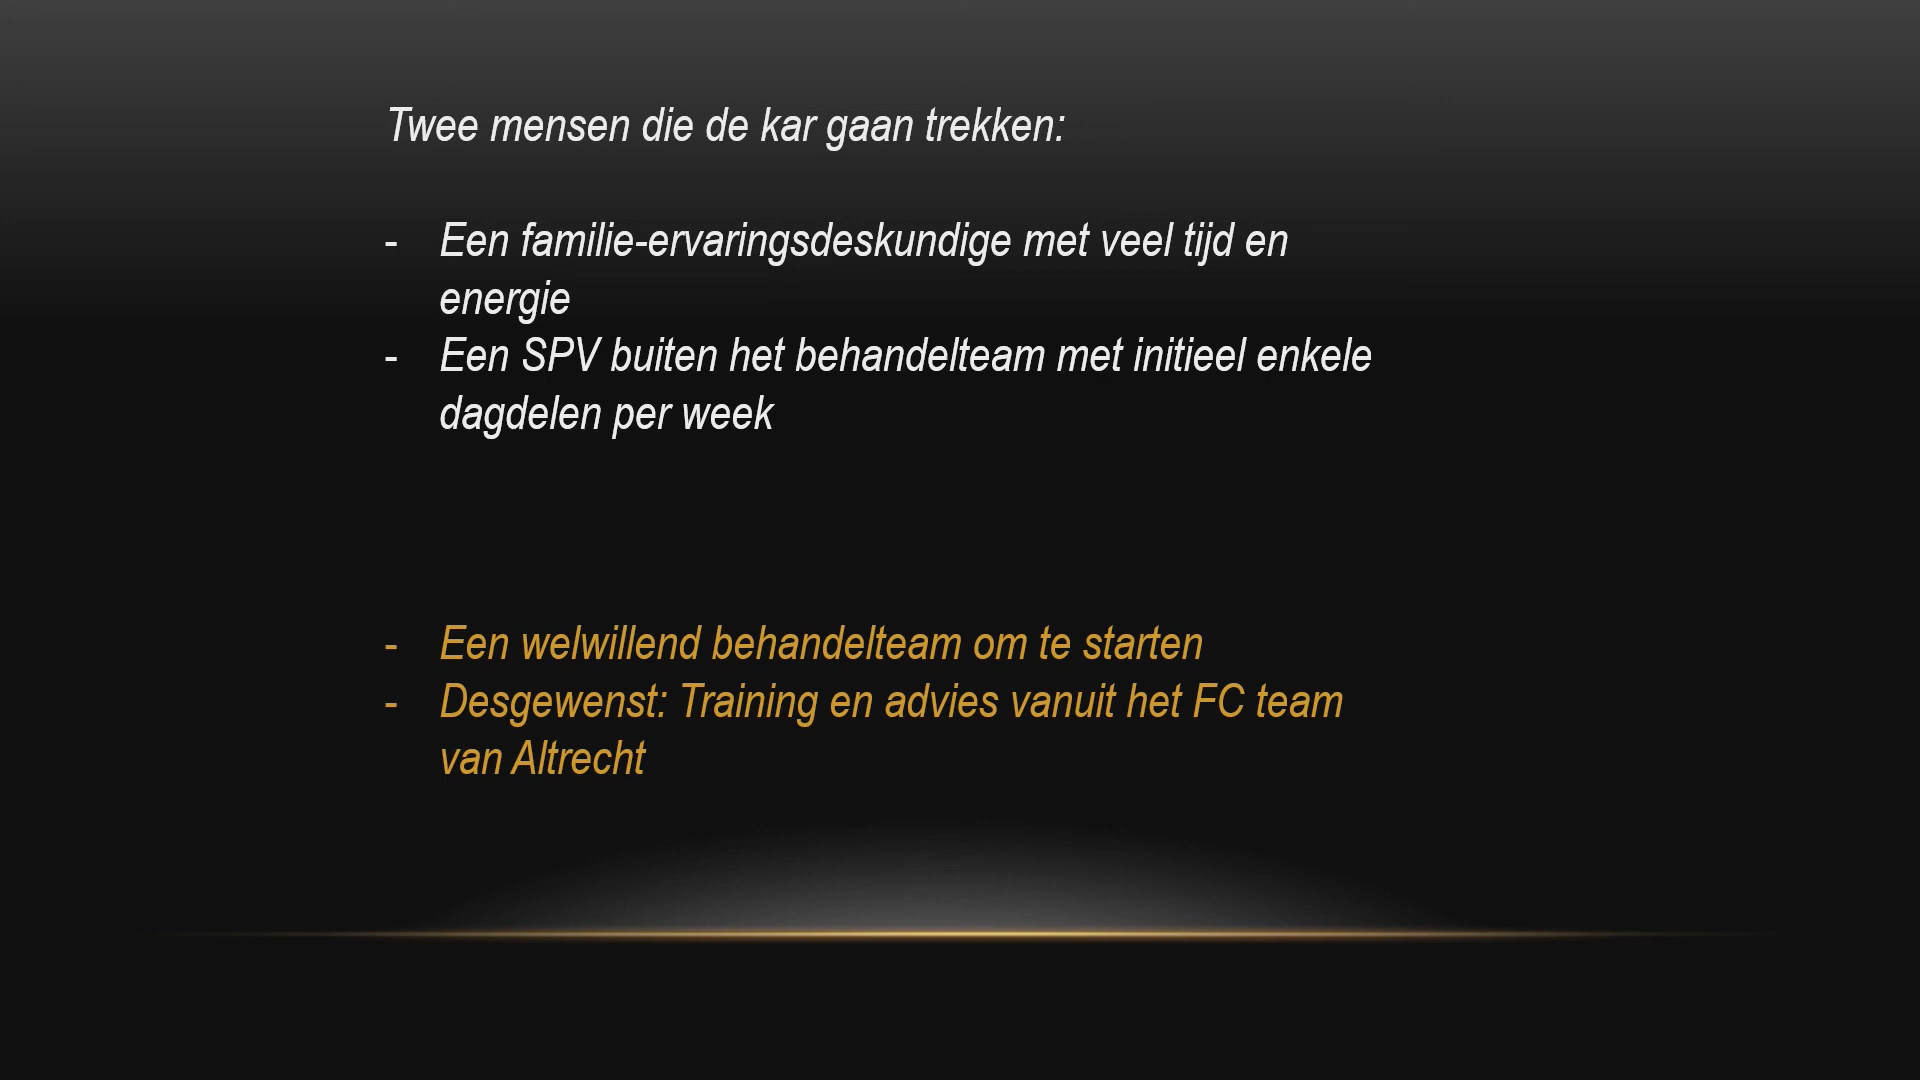 Twee mensen die de kar gaan trekken:
- Een familie-ervaringsdeskundige met veel tijd en
energie
- Een SPV buiten het behandelteam met initieel enkele
dagdelen per week
- Een welwillend behandelteam om te starten
- Desgewenst: Training en advies vanuit het FC team
van Altrecht